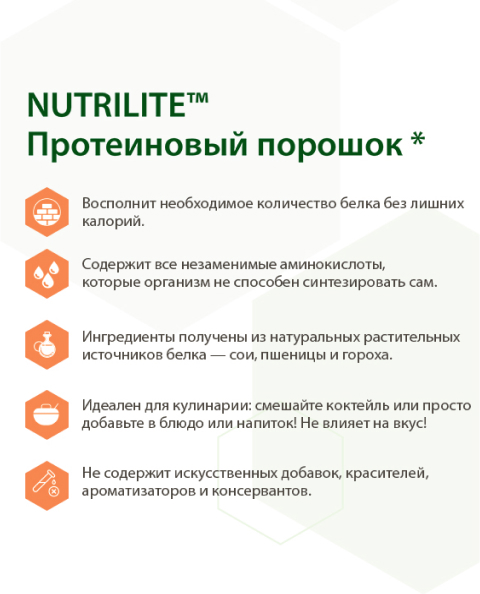 NUTRILITE™
Протеиновый порошок *
Восполнит необходимое количество белка без лишних
калорий.
Содержит все незаменимые аминокислоты,
которые организм не способен синтезировать сам.
Ингредиенты получены из натуральных растительных
источников белка — сои, пшеницы и гороха.
Идеален для кулинарии: смешайте коктейль или просто
добавьте в блюдо или напиток! Не влияет на вкус!
Не содержит искусственных добавок, красителей,
ароматизаторов и консервантов.